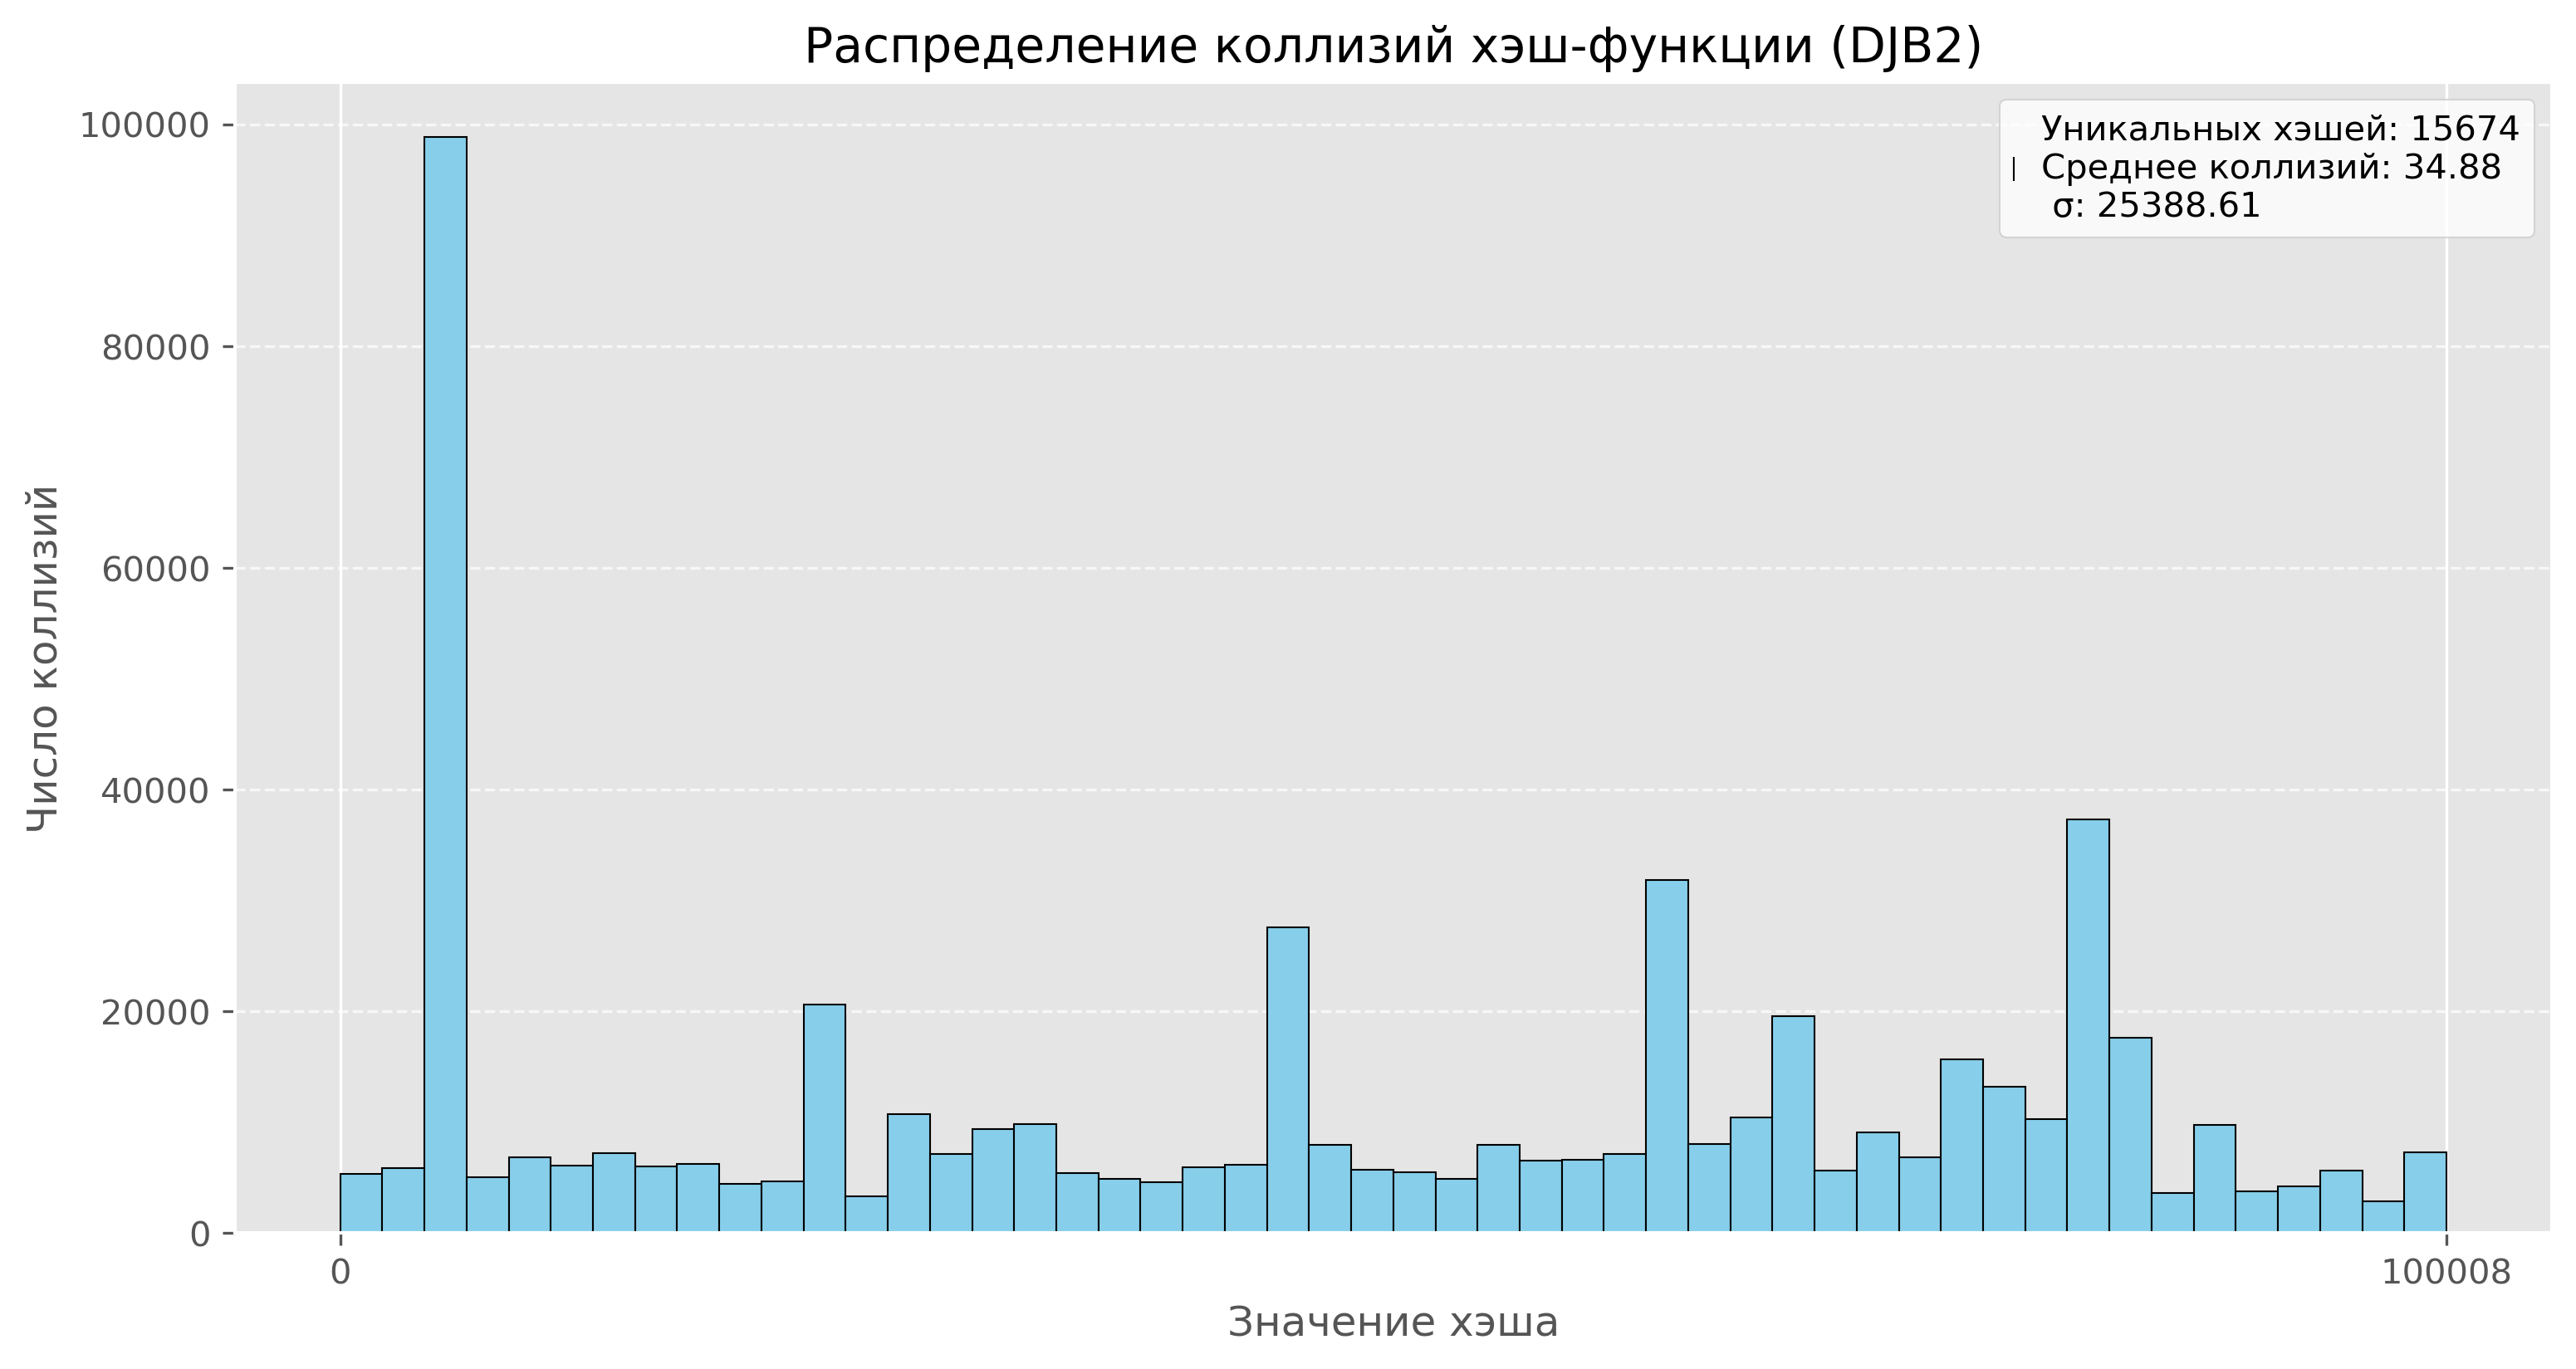 Распределение коллизий хэш-функции (DJB2)
Уникальных хэшей: 15674
Среднее коллизий: 34.88
σ: 25388.61
Число коллизий
100000
80000
60000
40000
20000
0
0
100008
Значение хэша